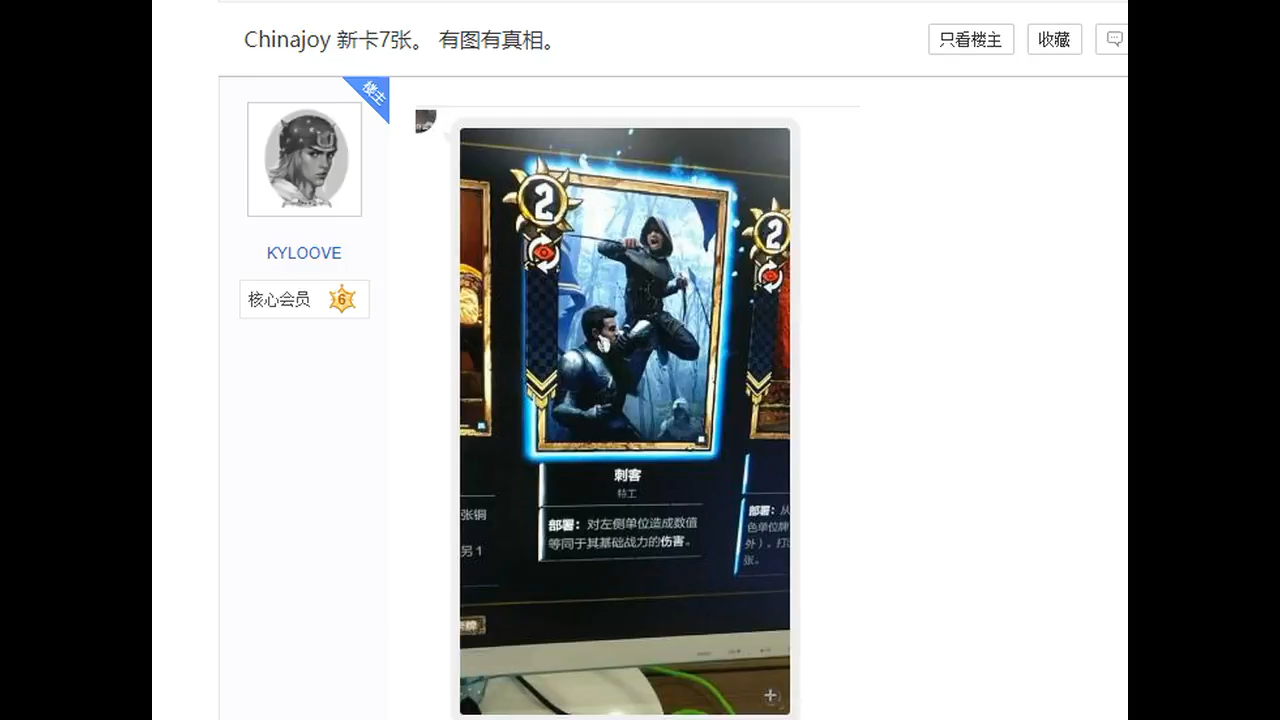 Chinajoy 新卡7张。 有图有真相。
只看楼主
收藏
楼主
KYLOOVE
核心会员 6
2
2
刺客
特工
部署：对左侧单位造成数值
等同于其基础战力的伤害。
张铜
另 1
部署：从
色单位牌
外），打
张。
牌